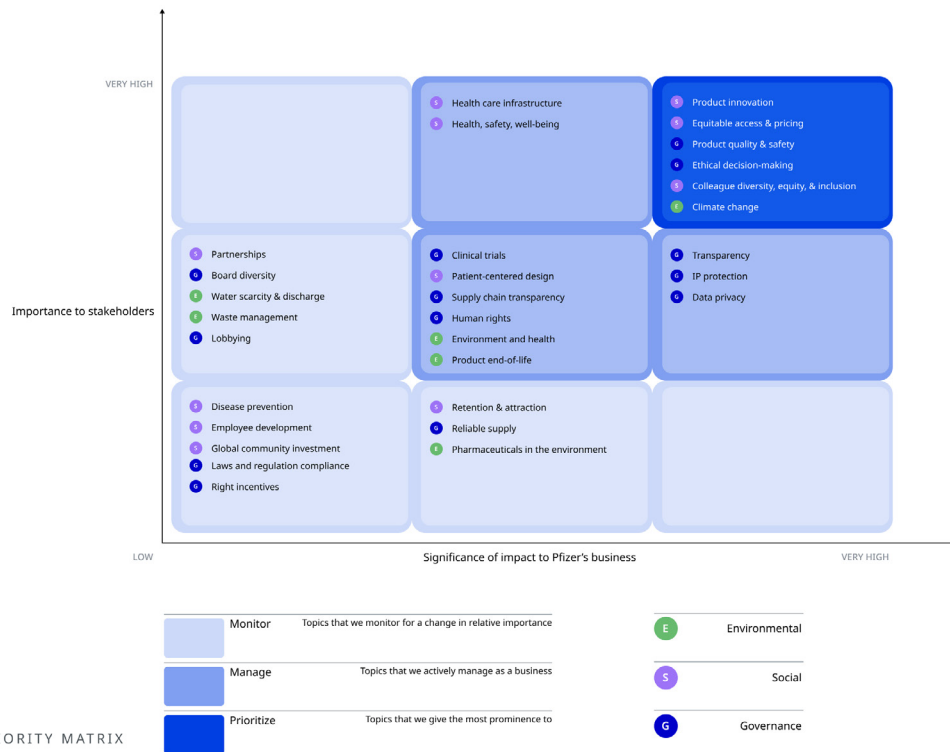 VERY HIGH
S Health care infrastructure
S Health, safety, well-being
S Product innovation
S Equitable access & pricing
G Product quality & safety
G Ethical decision-making
S Colleague diversity, equity, & inclusion
E Climate change
Importance to stakeholders
S Partnerships
G Board diversity
E Water scarcity & discharge
E Waste management
G Lobbying
G Clinical trials
S Patient-centered design
G Supply chain transparency
G Human rights
E Environment and health
E Product end-of-life
G Transparency
G IP protection
G Data privacy
S Disease prevention
S Employee development
S Global community investment
G Laws and regulation compliance
G Right incentives
S Retention & attraction
G Reliable supply
E Pharmaceuticals in the environment
LOW
Significance of impact to Pfizer's business
VERY HIGH
Monitor Topics that we monitor for a change in relative importance
Manage Topics that we actively manage as a business
Prioritize Topics that we give the most prominence to
E Environmental
S Social
G Governance
ORITY MATRIX